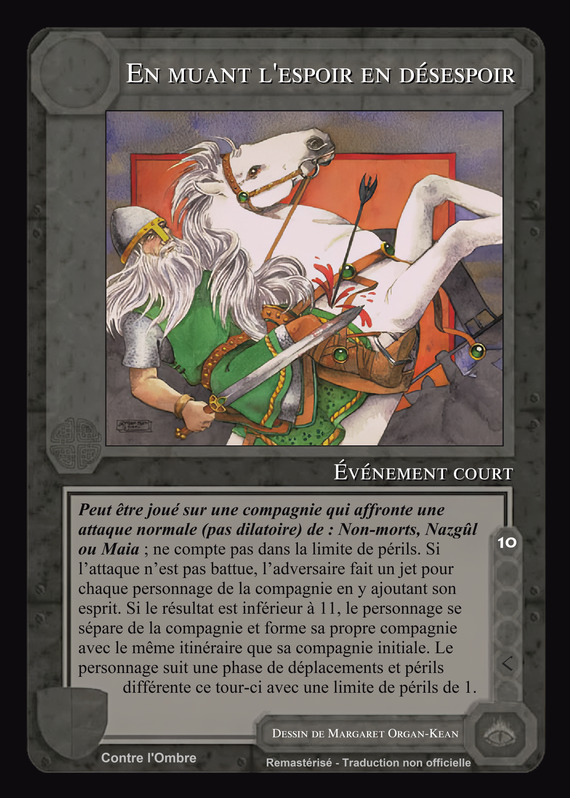 En muant l'espoir en désespoir
Événement court
Peut être joué sur une compagnie qui affronte une
attaque normale (pas dilatoire) de : Non-morts, Nazgûl
ou Maia ; ne compte pas dans la limite de périls. Si
l'attaque n'est pas battue, l'adversaire fait un jet pour
chaque personnage de la compagnie en y ajoutant son
esprit. Si le résultat est inférieur à 11, le personnage se
sépare de la compagnie et forme sa propre compagnie
avec le même itinéraire que sa compagnie initiale. Le
personnage suit une phase de déplacements et périls
différente ce tour-ci avec une limite de périls de 1.
10
Dessin de Margaret Organ-Kean
Contre l'Ombre
Remastérisé - Traduction non officielle